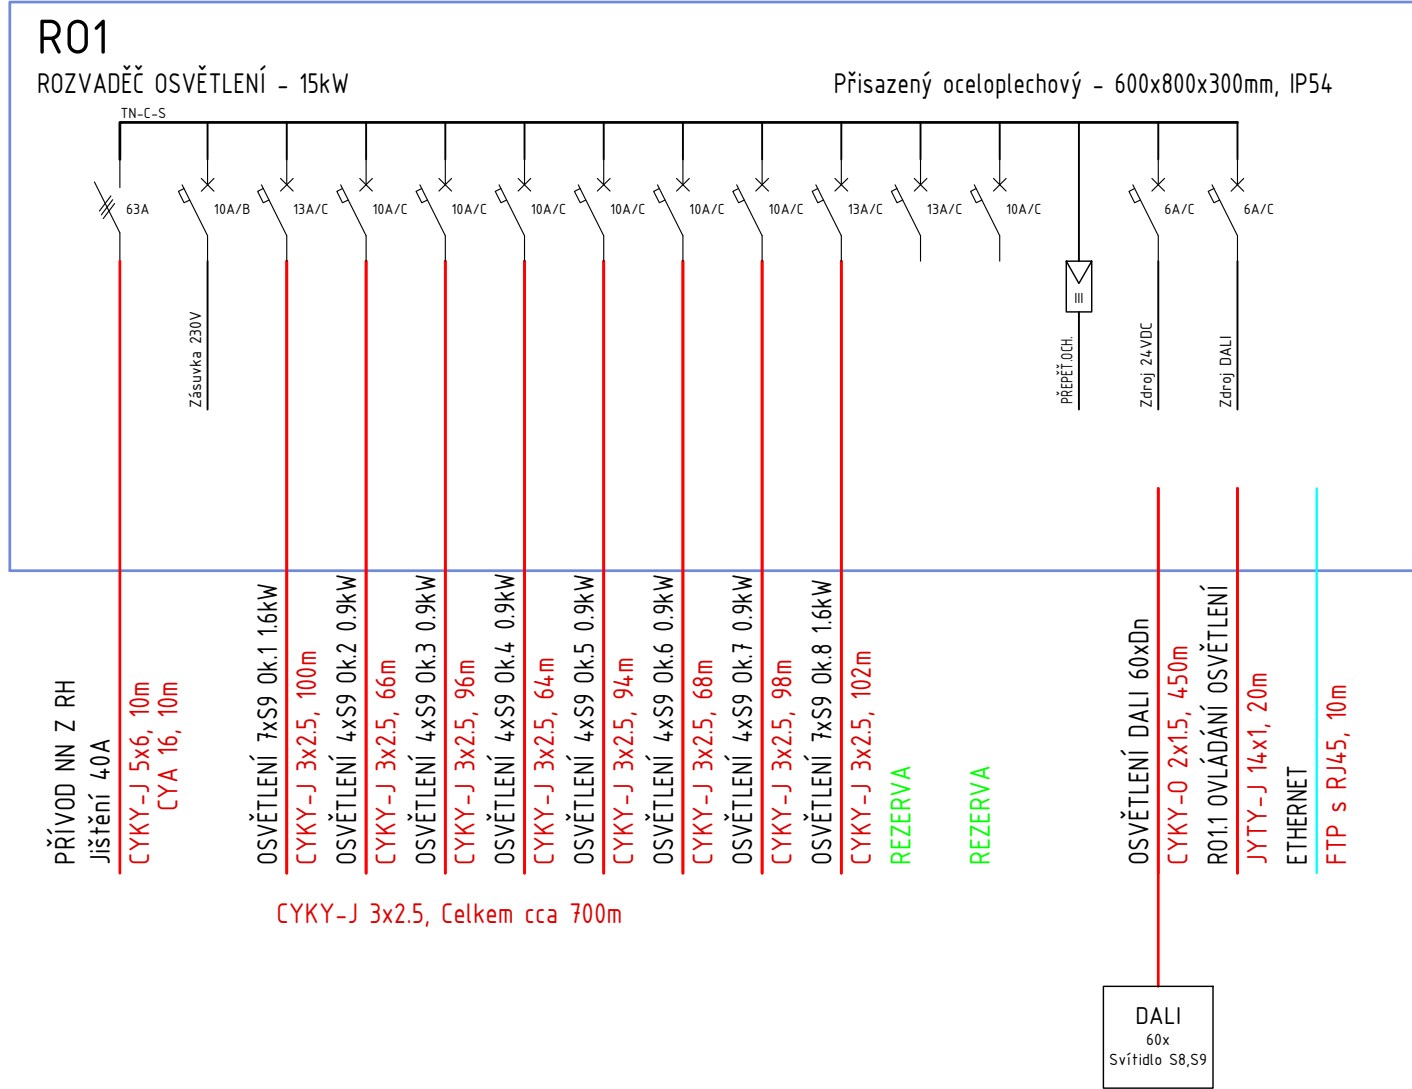 R01
ROZVADĚČ OSVĚTLENÍ - 15kW
Přisazený oceloplechový - 600x800x300mm, IP54
TN-C-S
63A
10A/B
13A/C
10A/C
10A/C
10A/C
10A/C
10A/C
10A/C
13A/C
13A/C
10A/C
6A/C
6A/C
III
Zásuvka 230V
PŘEPĚŤ.OCH.
Zdroj 24VDC
Zdroj DALI
PŘÍVOD NN Z RH
Jištění 40A
CYKY-J 5x6, 10m
CYA 16, 10m
OSVĚTLENÍ 7xS9 Ok.1 1.6kW
CYKY-J 3x2.5, 100m
OSVĚTLENÍ 4xS9 Ok.2 0.9kW
CYKY-J 3x2.5, 66m
OSVĚTLENÍ 4xS9 Ok.3 0.9kW
CYKY-J 3x2.5, 96m
OSVĚTLENÍ 4xS9 Ok.4 0.9kW
CYKY-J 3x2.5, 64m
OSVĚTLENÍ 4xS9 Ok.5 0.9kW
CYKY-J 3x2.5, 94m
OSVĚTLENÍ 4xS9 Ok.6 0.9kW
CYKY-J 3x2.5, 68m
OSVĚTLENÍ 4xS9 Ok.7 0.9kW
CYKY-J 3x2.5, 98m
OSVĚTLENÍ 7xS9 Ok.8 1.6kW
CYKY-J 3x2.5, 102m
REZERVA
REZERVA
OSVĚTLENÍ DALI 60xDn
CYKY-O 2x1.5, 450m
R01.1 OVLÁDÁNÍ OSVĚTLENÍ
JYTY-J 14x1, 20m
ETHERNET
FTP s RJ45, 10m
CYKY-J 3x2.5, Celkem cca 700m
DALI
60x
Svítidlo S8,S9